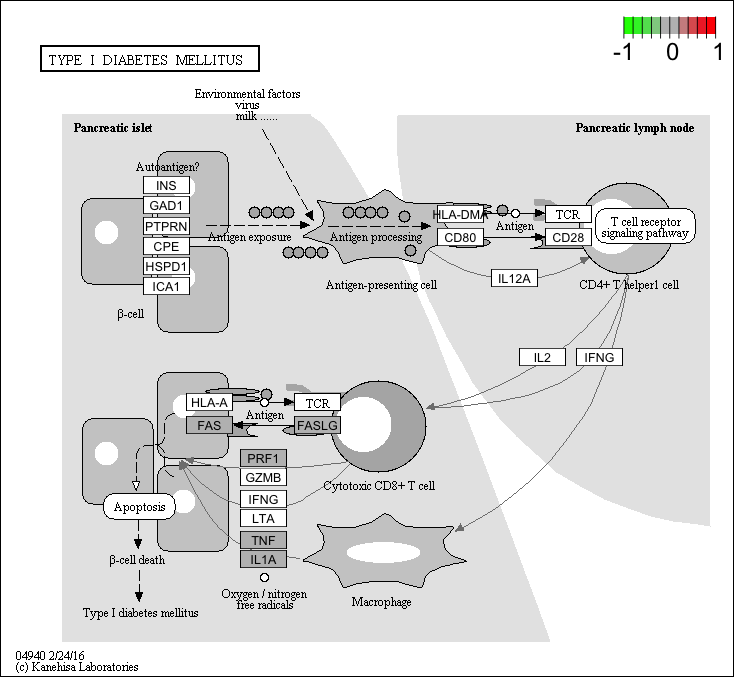 -1 0 1
TYPE I DIABETES MELLITUS
Environmental factors
virus
milk ......
Pancreatic islet
Pancreatic lymph node
Autoantigen?
INS
GAD1
PTPRN
CPE
HSPD1
ICA1
β-cell
Antigen exposure
Antigen processing
Antigen-presenting cell
HLA-DMA
CD80
Antigen
TCR
CD28
T cell receptor
signaling pathway
IL12A
CD4+ T helper1 cell
IL2
IFNG
HLA-A
FAS
Antigen
TCR
FASLG
PRF1
GZMB
IFNG
LTA
TNF
IL1A
Cytotoxic CD8+ T cell
Apoptosis
β-cell death
Type I diabetes mellitus
Oxygen / nitrogen
free radicals
Macrophage
04940 2/24/16
(c) Kanehisa Laboratories